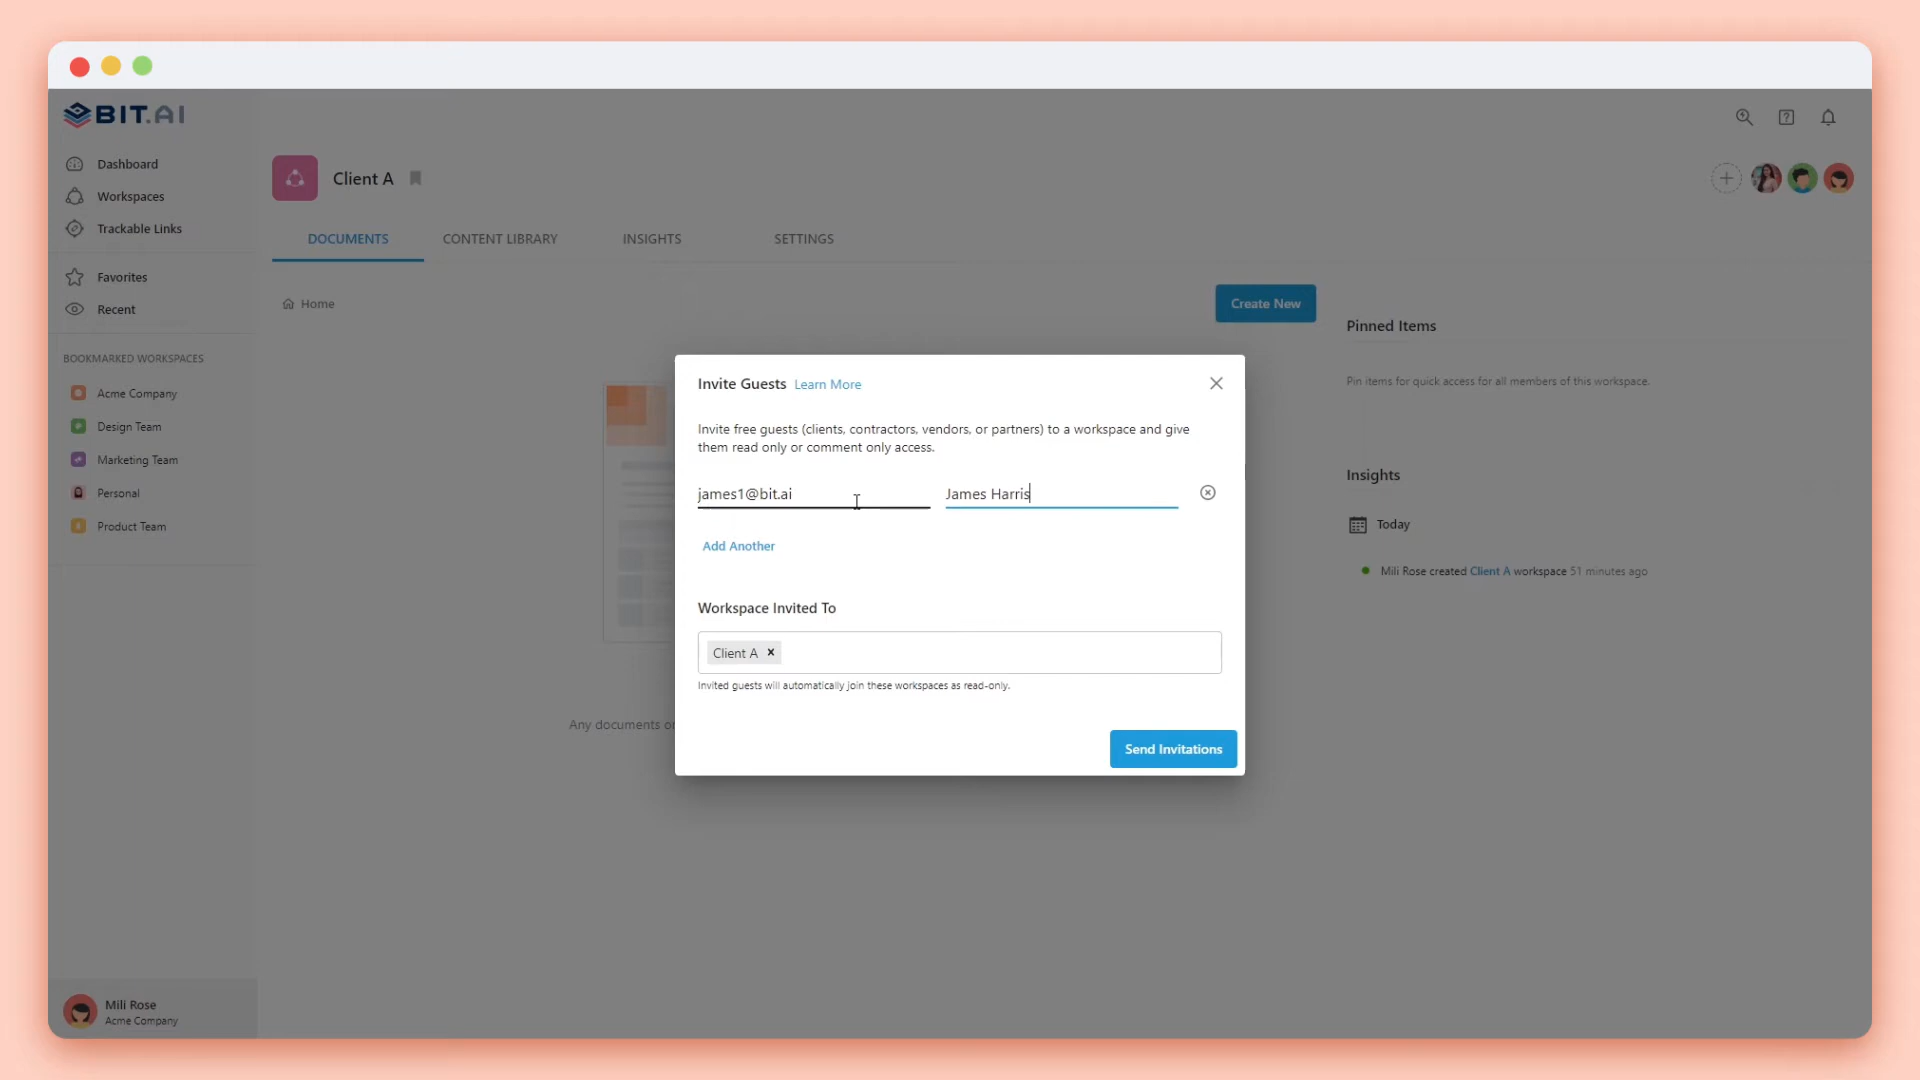 BIT.AI
Dashboard
Workspaces
Trackable Links
Favorites
Recent
BOOKMARKED WORKSPACES
Acme Company
Design Team
Marketing Team
Personal
Product Team
Mili Rose
Acme Company
Client A
DOCUMENTS CONTENT LIBRARY INSIGHTS SETTINGS
Home
Create New
Any documents
Invite Guests Learn More
Invite free guests (clients, contractors, vendors, or partners) to a workspace and give
them read only or comment only access.
james1@bit.ai James Harris
Add Another
Workspace Invited To
Client A ×
Invited guests will automatically join these workspaces as read-only.
Send Invitations
Pinned Items
Pin items for quick access for all members of this workspace.
Insights
Today
Mili Rose created Client A workspace 51 minutes ago